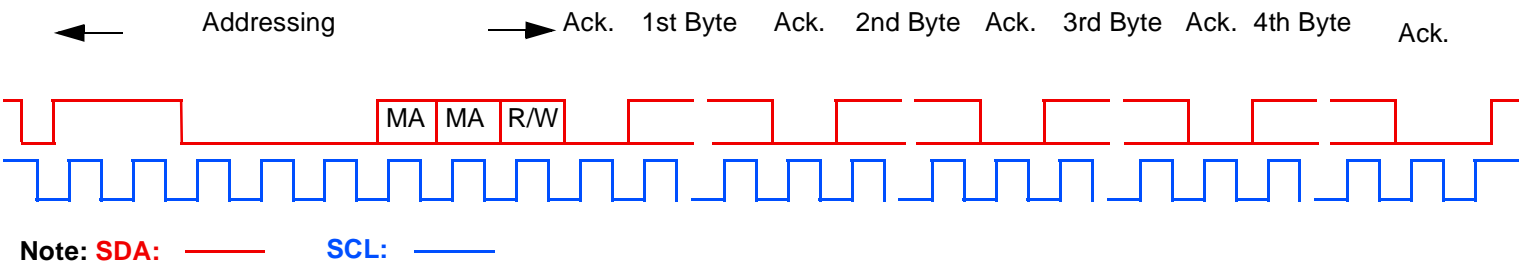 Addressing Ack. 1st Byte Ack. 2nd Byte Ack. 3rd Byte Ack. 4th Byte Ack.
MA MA R/W
Note: SDA: SCL: